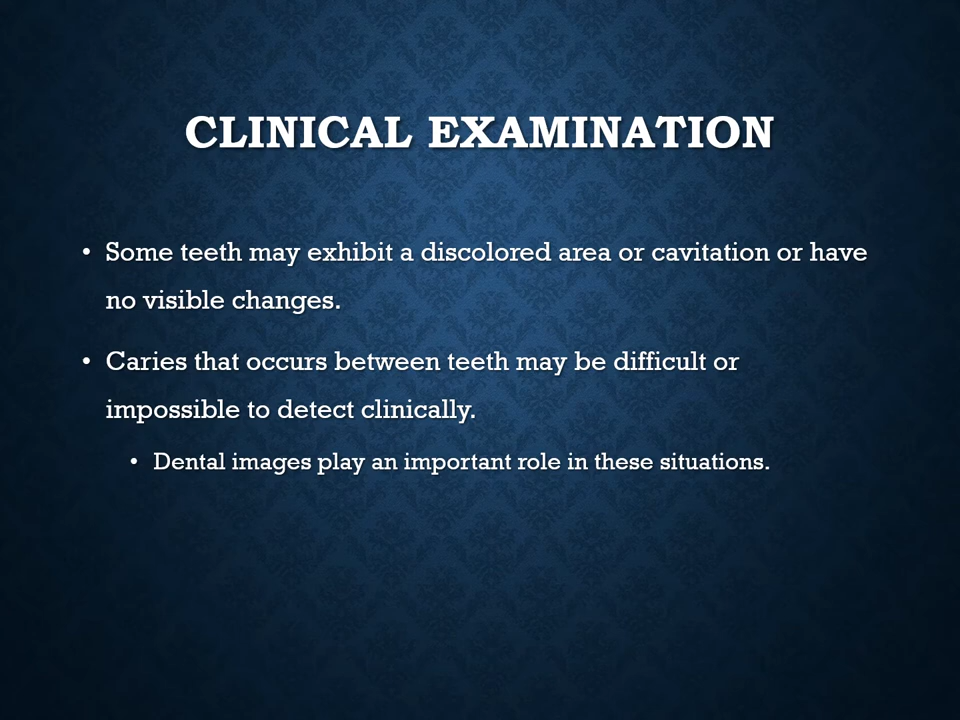 CLINICAL EXAMINATION
• Some teeth may exhibit a discolored area or cavitation or have
no visible changes.
• Caries that occurs between teeth may be difficult or
impossible to detect clinically.
• Dental images play an important role in these situations.